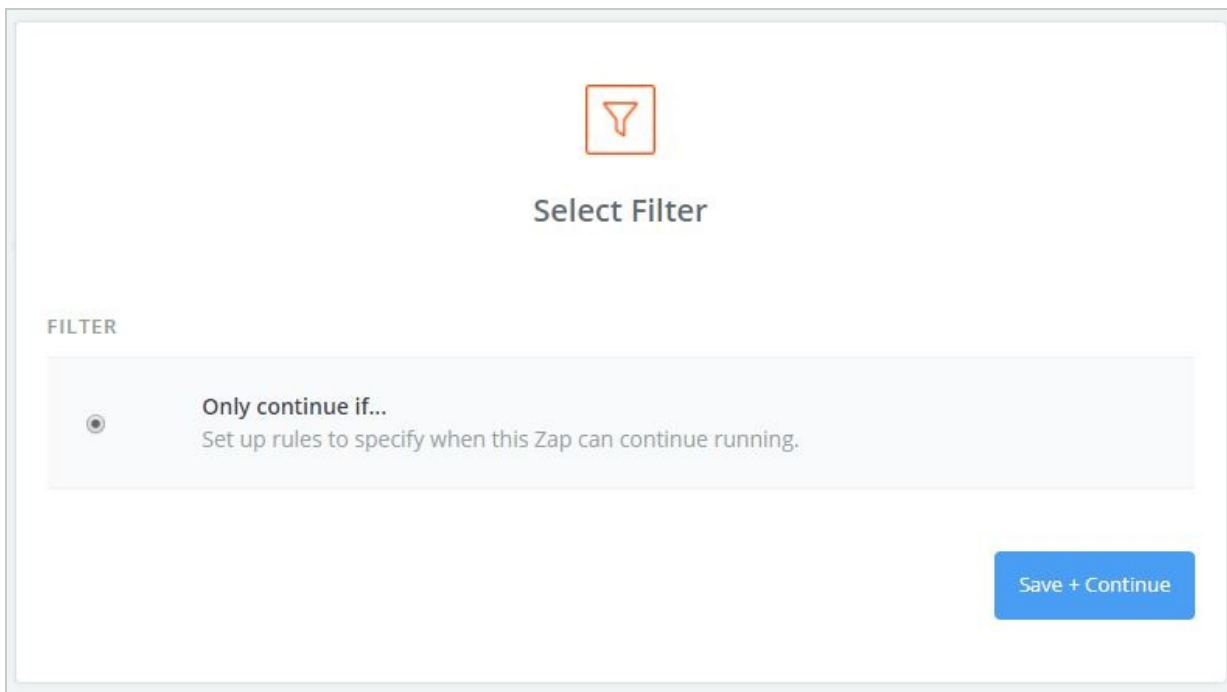 Select Filter
FILTER
Only continue if...
Set up rules to specify when this Zap can continue running.
Save + Continue